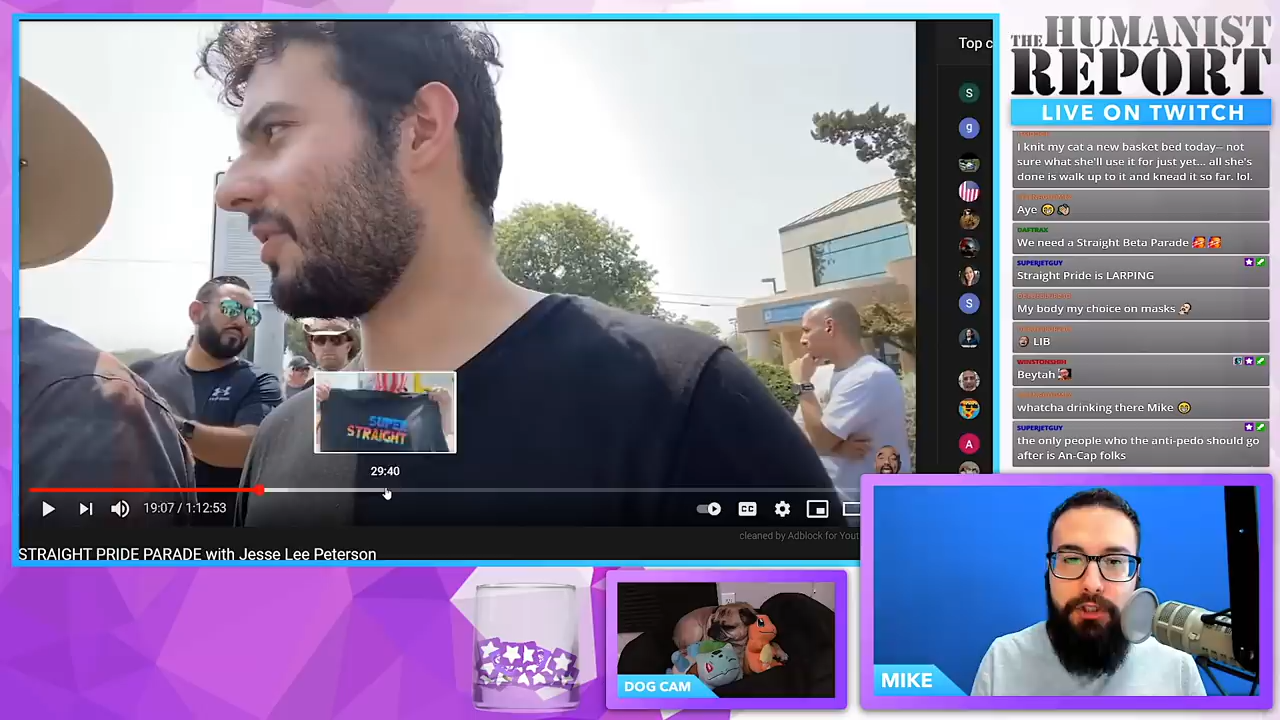 SUPER
STRAIGHT
29:40
19:07 / 1:12:53
CC
cleaned by Adblock for Yout
STRAIGHT PRIDE PARADE with Jesse Lee Peterson
Top c
S
g
S
A
THE HUMANIST
REPORT
LIVE ON TWITCH
I knit my cat a new basket bed today-- not
sure what she'll use it for just yet... all she's
done is walk up to it and knead it so far. lol.
Aye
DAFTRAX
We need a Straight Beta Parade
SUPERJETGUY
Straight Pride is LARPING
My body my choice on masks
LIB
WINSTONSHIH
Beytah
whatcha drinking there Mike
SUPERJETGUY
the only people who the anti-pedo should go
after is An-Cap folks
DOG CAM
MIKE